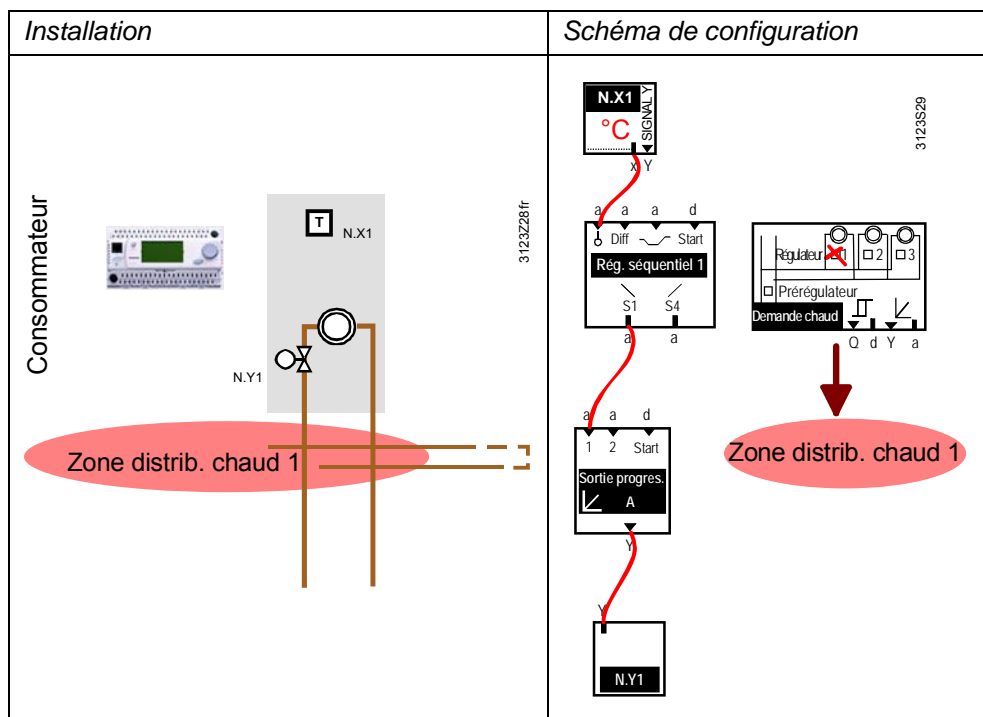 Installation
Schéma de configuration
Consommateur
T
N.X1
N.Y1
3123Z28fr
Zone distrib. chaud 1
3123S29
N.X1
°C
SIGNAL Y
x Y
a a a d
Diff Start
Rég. séquentiel 1
S1 S4
a a
Régulateur 1 2 3
Prérégulateur
Demande chaud
Q d Y a
a a d
1 2 Start
Sortie progres.
A
Y
Zone distrib. chaud 1
Y
N.Y1